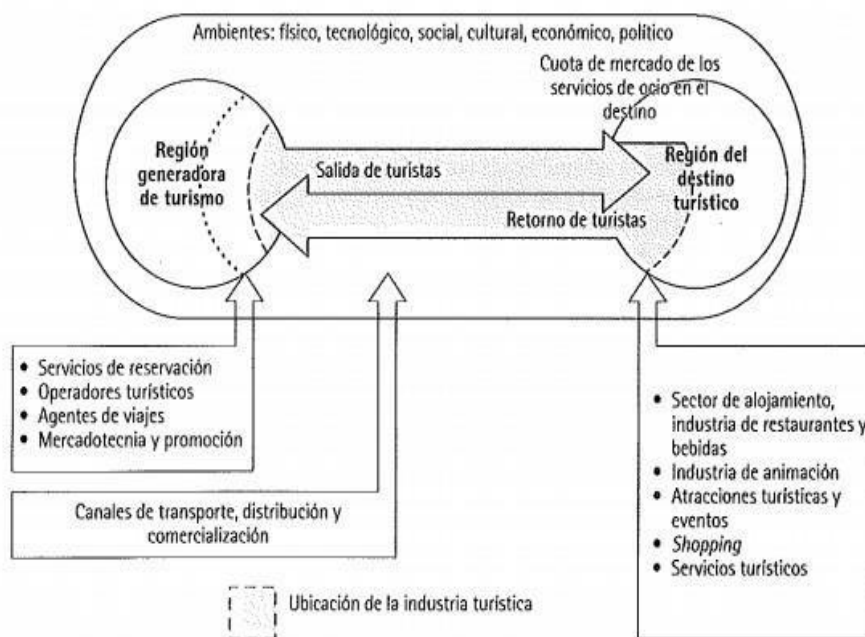 Ambientes: físico, tecnológico, social, cultural, económico, político
Cuota de mercado de los
servicios de ocio en el
destino
Región
generadora
de turismo
Salida de turistas
Región del
destino
turístico
Retorno de turistas
• Servicios de reservación
• Operadores turísticos
• Agentes de viajes
• Mercadotecnia y promoción
• Sector de alojamiento,
industria de restaurantes y
bebidas
• Industria de animación
• Atracciones turísticas y
eventos
• Shopping
• Servicios turísticos
Canales de transporte, distribución y
comercialización
Ubicación de la industria turística